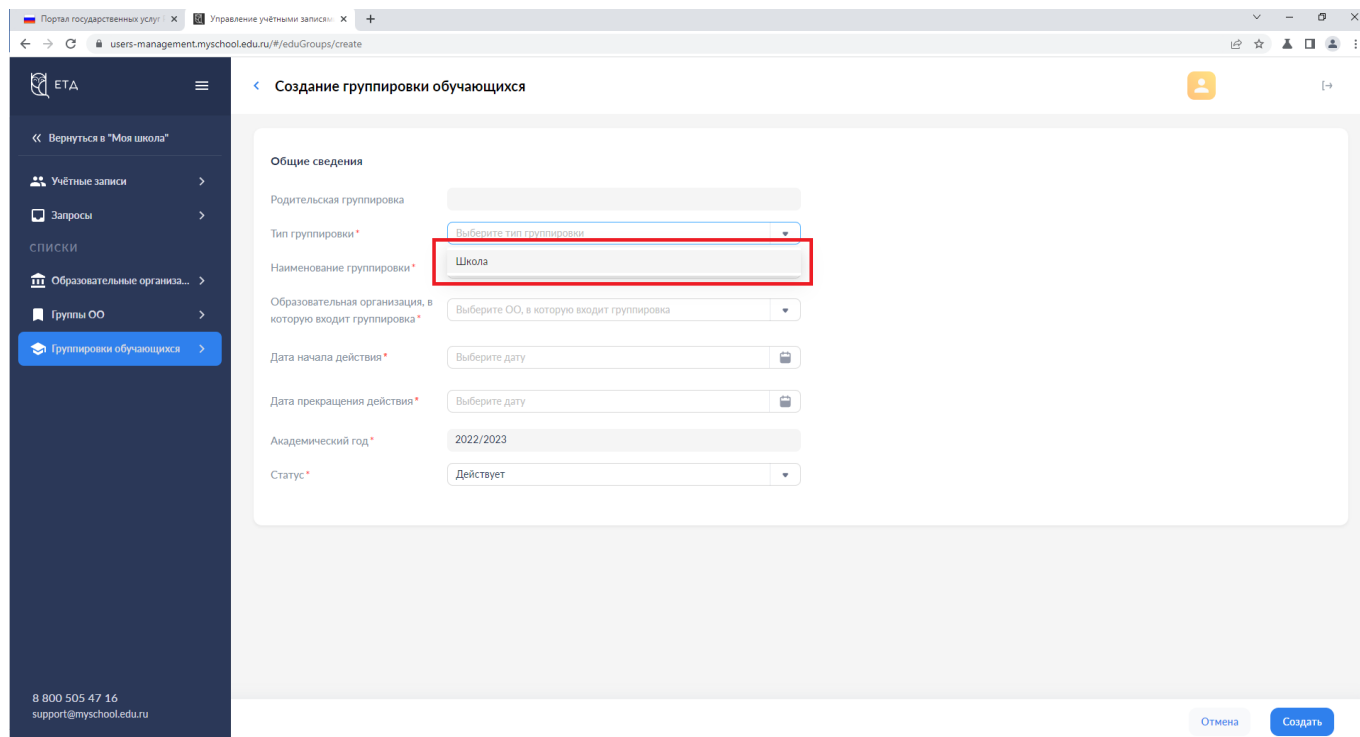 Портал государственных услуг
Управление учётными записям
users-management.myschool.edu.ru/#/eduGroups/create
ЕТД
Создание группировки обучающихся
Вернуться в "Моя школа"
Учётные записи
Запросы
СПИСКИ
Образовательные организа...
Группы ОО
Группировки обучающихся
Общие сведения
Родительская группировка
Тип группировки*
Выберите тип группировки
Школа
Наименование группировки*
Образовательная организация, в
которую входит группировка*
Выберите ОО, в которую входит группировка
Дата начала действия*
Выберите дату
Дата прекращения действия*
Выберите дату
Академический год*
2022/2023
Статус*
Действует
8 800 505 47 16
support@myschool.edu.ru
Отмена
Создать